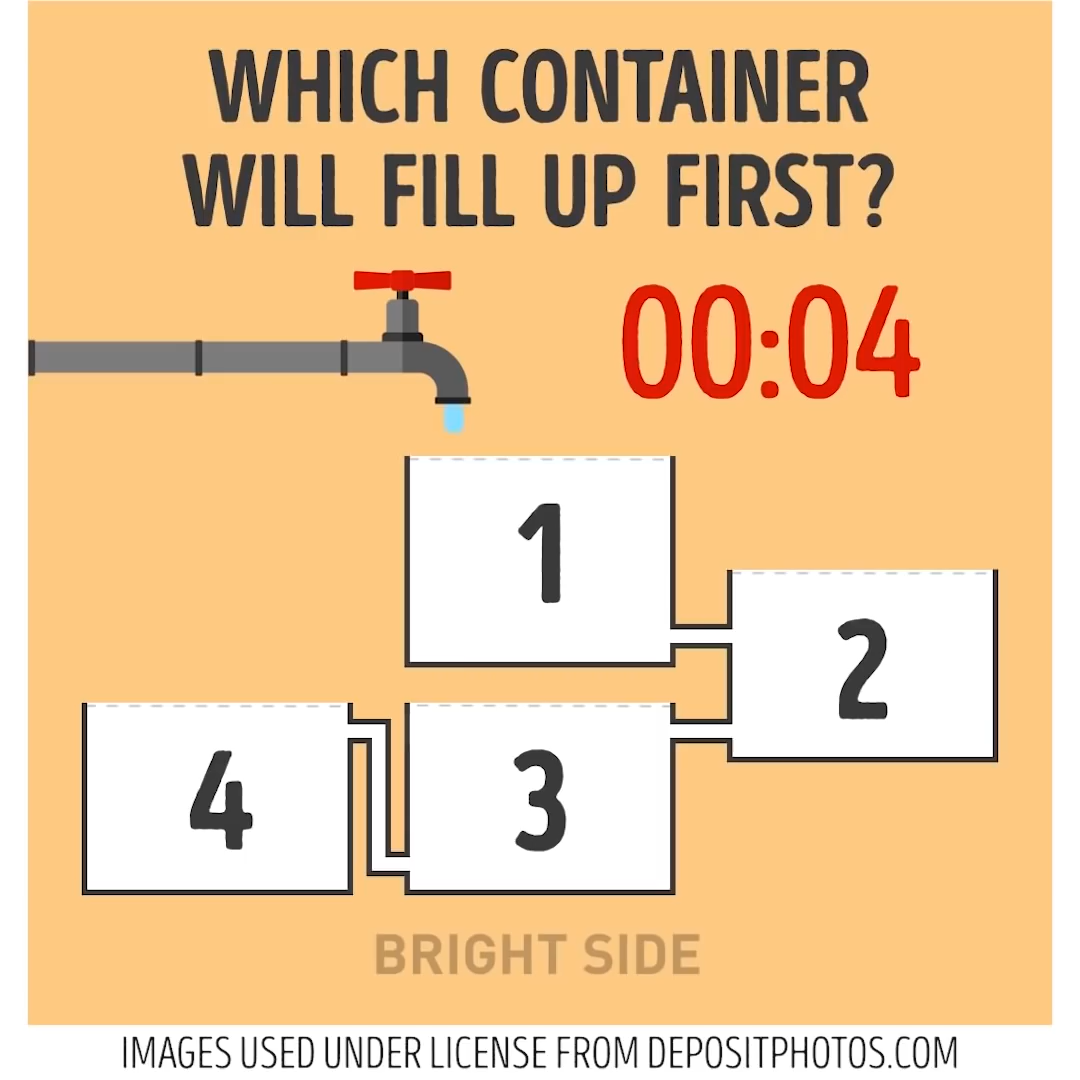 WHICH CONTAINER
WILL FILL UP FIRST?
00:04
1
2
4
3
BRIGHT SIDE
IMAGES USED UNDER LICENSE FROM DEPOSITPHOTOS.COM